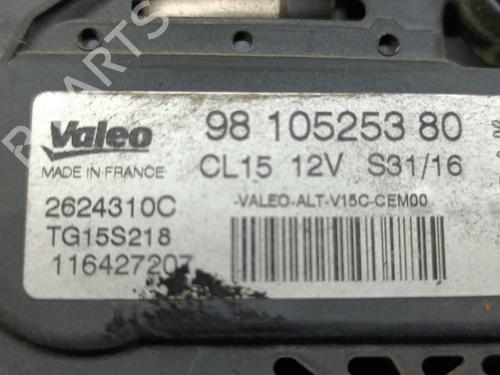 Valeo
MADE IN FRANCE
98 105253 80
CL15 12V S31/16
2624310C
-VALEO-ALT-V15C-CEM00
TG15S218
116427207